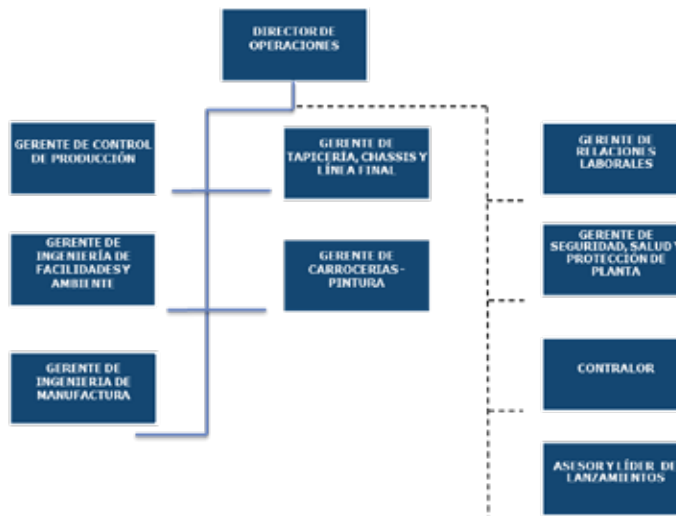 DIRECTOR DE
OPERACIONES
GERENTE DE CONTROL
DE PRODUCCIÓN
GERENTE DE
TAPICERÍA, CHASSIS Y
LÍNEA FINAL
GERENTE DE
RELACIONES
LABORALES
GERENTE DE
INGENIERÍA DE
FACILIDADES Y
AMBIENTE
GERENTE DE
CARROCERIAS-
PINTURA
GERENTE DE
SEGURIDAD, SALUD Y
PROTECCIÓN DE
PLANTA
GERENTE DE
INGENIERIA DE
MANUFACTURA
CONTRALOR
ASESOR Y LÍDER DE
LANZAMIENTOS